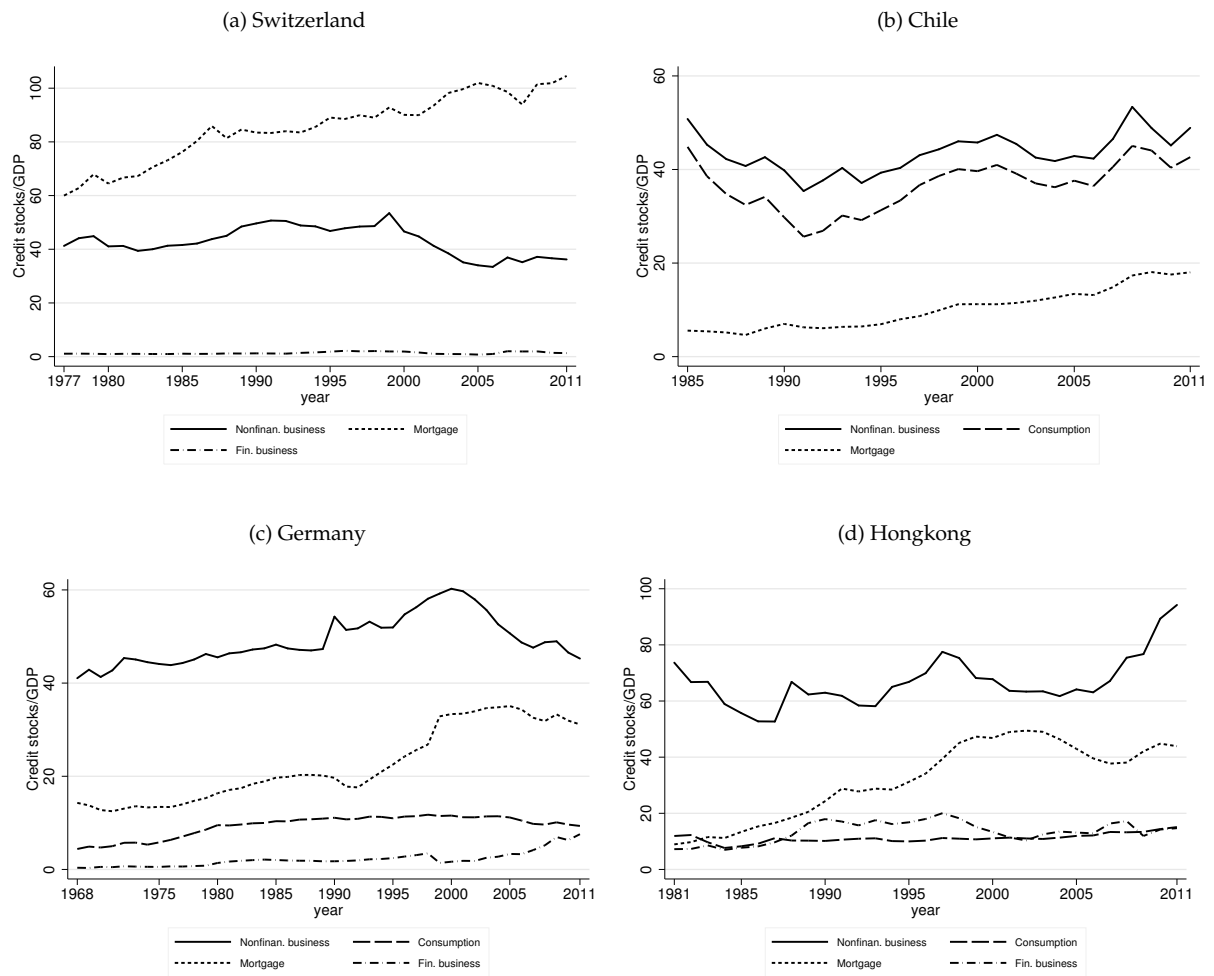 (a) Switzerland
Credit stocks/GDP
100
80
60
40
20
0
1977 1980 1985 1990 1995 2000 2005 2011
year
Nonfinan. business Mortgage
Fin. business
(b) Chile
Credit stocks/GDP
60
40
20
0
1985 1990 1995 2000 2005 2011
year
Nonfinan. business Consumption
Mortgage
(c) Germany
Credit stocks/GDP
60
40
20
0
1968 1975 1980 1985 1990 1995 2000 2005 2011
year
Nonfinan. business Consumption
Mortgage Fin. business
(d) Hongkong
Credit stocks/GDP
100
80
60
40
20
0
1981 1985 1990 1995 2000 2005 2011
year
Nonfinan. business Consumption
Mortgage Fin. business